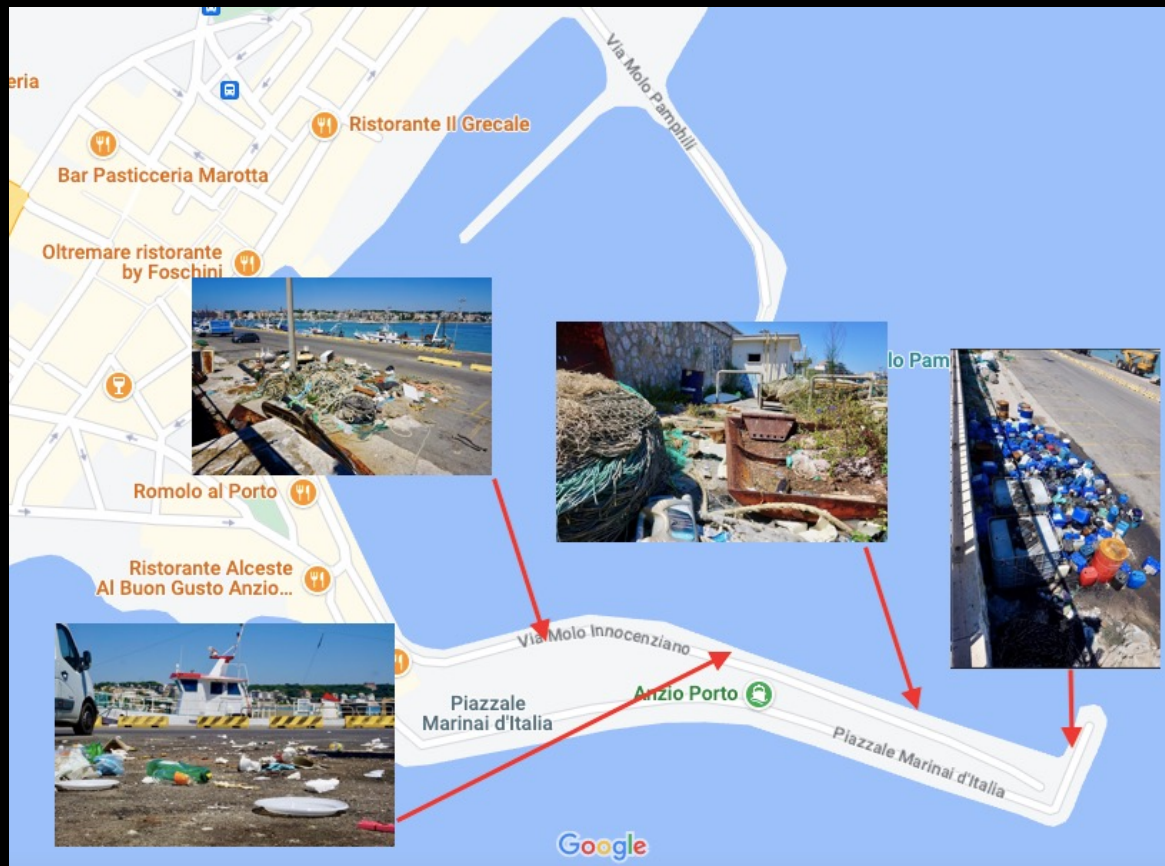 eria
Via Molo Pamphili
Ristorante Il Grecale
Bar Pasticceria Marotta
Oltremare ristorante
by Foschini
lo Pam
Romolo al Porto
Ristorante Alceste
Al Buon Gusto Anzio...
Via Molo Innocenziano
Anzio Porto
Piazzale
Marinai d'Italia
Piazzale Marinai d'Italia
Google